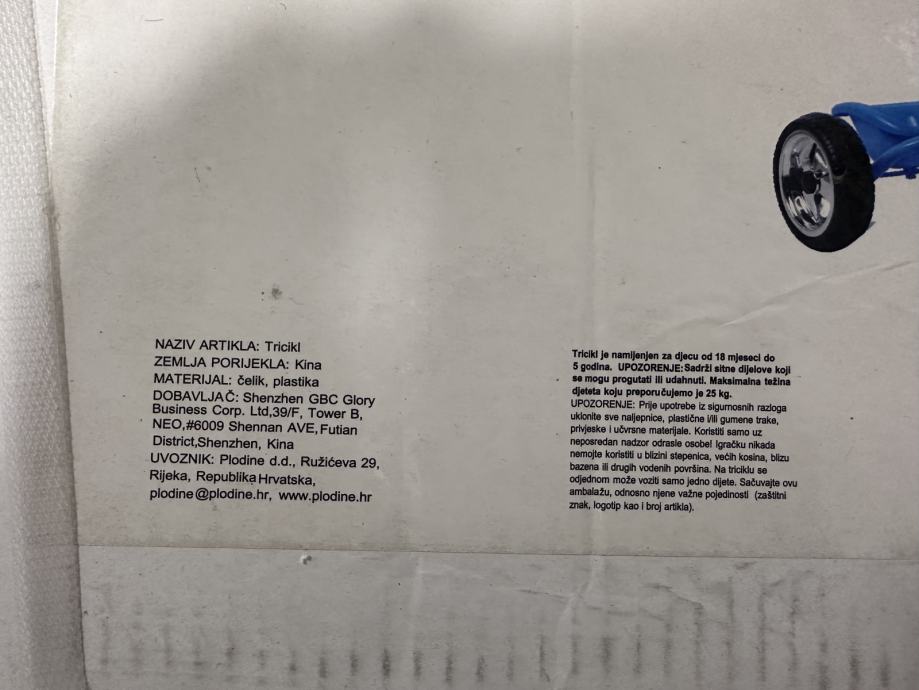 NAZIV ARTIKLA: Tricikl
ZEMLJA PORIJEKLA: Kina
MATERIJAL: čelik, plastika
DOBAVLJAČ: Shenzhen GBC Glory
Business Corp. Ltd,39/F, Tower B,
NEO,#6009 Shennan AVE,Futian
District,Shenzhen, Kina
UVOZNIK: Plodine d.d., Ružićeva 29,
Rijeka, Republika Hrvatska,
plodine@plodine.hr, www.plodine.hr
Tricikl je namijenjen za djecu od 18 mjeseci do
5 godina. UPOZORENJE:Sadrži sitne dijelove koji
se mogu progutati ili udahnuti. Maksimalna težina
djeteta koju preporučujemo je 25 kg.
UPOZORENJE: Prije upotrebe iz sigurnosnih razloga
uklonite sve naljepnice, plastične i/ili gumene trake,
privjeske i učvrsne materijale. Koristiti samo uz
neposredan nadzor odrasle osobe! Igračku nikada
nemojte koristiti u blizini stepenica, većih kosina, blizu
bazena ili drugih vodenih površina. Na triciklu se
odjednom može voziti samo jedno dijete. Sačuvajte ovu
ambalažu, odnosno njene važne pojedinosti (zaštitni
znak, logotip kao i broj artikla).